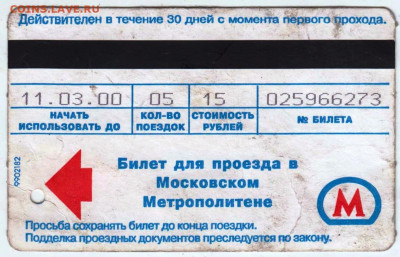 COINS.LAVE.RU
Действителен в течение 30 дней с момента первого прохода.
11.03.00 05 15 025966273
НАЧАТЬ ИСПОЛЬЗОВАТЬ ДО
КОЛ-ВО ПОЕЗДОК
СТОИМОСТЬ РУБЛЕЙ
№ БИЛЕТА
9902182
Билет для проезда в
Московском
Метрополитене
М
Просьба сохранять билет до конца поездки.
Подделка проездных документов преследуется по закону.